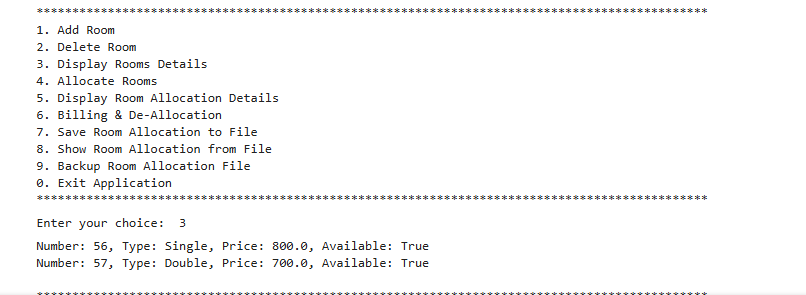 **********************************************************************************************
1. Add Room
2. Delete Room
3. Display Rooms Details
4. Allocate Rooms
5. Display Room Allocation Details
6. Billing & De-Allocation
7. Save Room Allocation to File
8. Show Room Allocation from File
9. Backup Room Allocation File
0. Exit Application
**********************************************************************************************
Enter your choice:  3
Number: 56, Type: Single, Price: 800.0, Available: True
Number: 57, Type: Double, Price: 700.0, Available: True
**********************************************************************************************